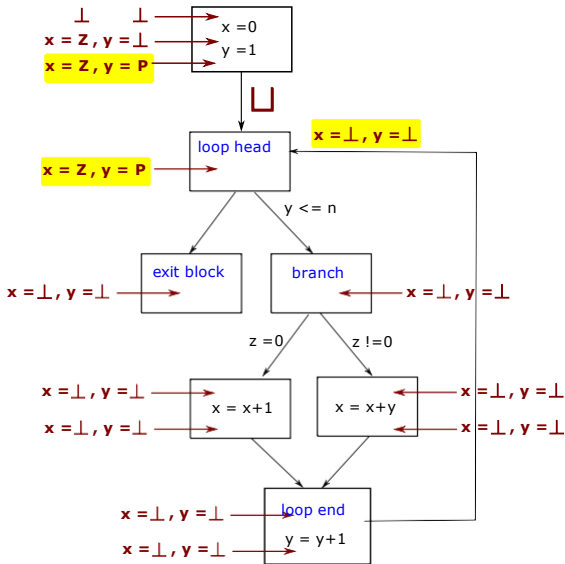 ⊥ ⊥
x = 0
x = Z , y = ⊥
y = 1
x = Z , y = P
⊔
x = ⊥ , y = ⊥
loop head
x = Z , y = P
y <= n
exit block
branch
x = ⊥ , y = ⊥
x = ⊥ , y = ⊥
z =0
z !=0
x = ⊥ , y = ⊥
x = ⊥ , y = ⊥
x = x+1
x = x+y
x = ⊥ , y = ⊥
x = ⊥ , y = ⊥
loop end
x = ⊥ , y = ⊥
y = y+1
x = ⊥ , y = ⊥